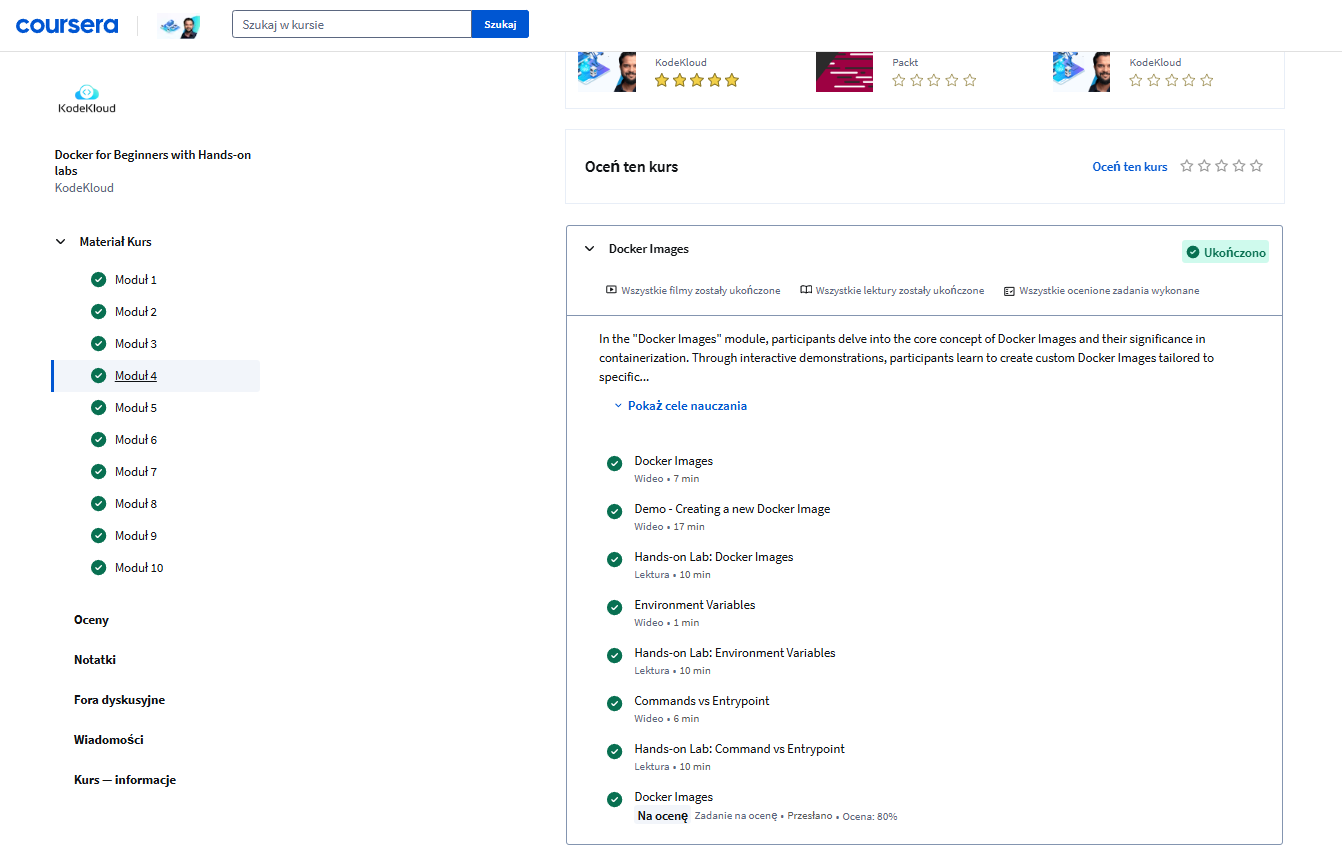 coursera
Szukaj w kursie
Szukaj
KodeKloud
Packt
KodeKloud
KodeKloud
Docker for Beginners with Hands-on
labs
KodeKloud
Materiał Kurs
Moduł 1
Moduł 2
Moduł 3
Moduł 4
Moduł 5
Moduł 6
Moduł 7
Moduł 8
Moduł 9
Moduł 10
Oceny
Notatki
Fora dyskusyjne
Wiadomości
Kurs — informacje
Oceń ten kurs
Oceń ten kurs
Docker Images
Ukończono
Wszystkie filmy zostały ukończone
Wszystkie lektury zostały ukończone
Wszystkie ocenione zadania wykonane
In the "Docker Images" module, participants delve into the core concept of Docker Images and their significance in
containerization. Through interactive demonstrations, participants learn to create custom Docker Images tailored to
specific...
Pokaż cele nauczania
Docker Images
Wideo • 7 min
Demo - Creating a new Docker Image
Wideo • 17 min
Hands-on Lab: Docker Images
Lektura • 10 min
Environment Variables
Wideo • 1 min
Hands-on Lab: Environment Variables
Lektura • 10 min
Commands vs Entrypoint
Wideo • 6 min
Hands-on Lab: Command vs Entrypoint
Lektura • 10 min
Docker Images
Na ocenę Zadanie na ocenę • Przesłano • Ocena: 80%